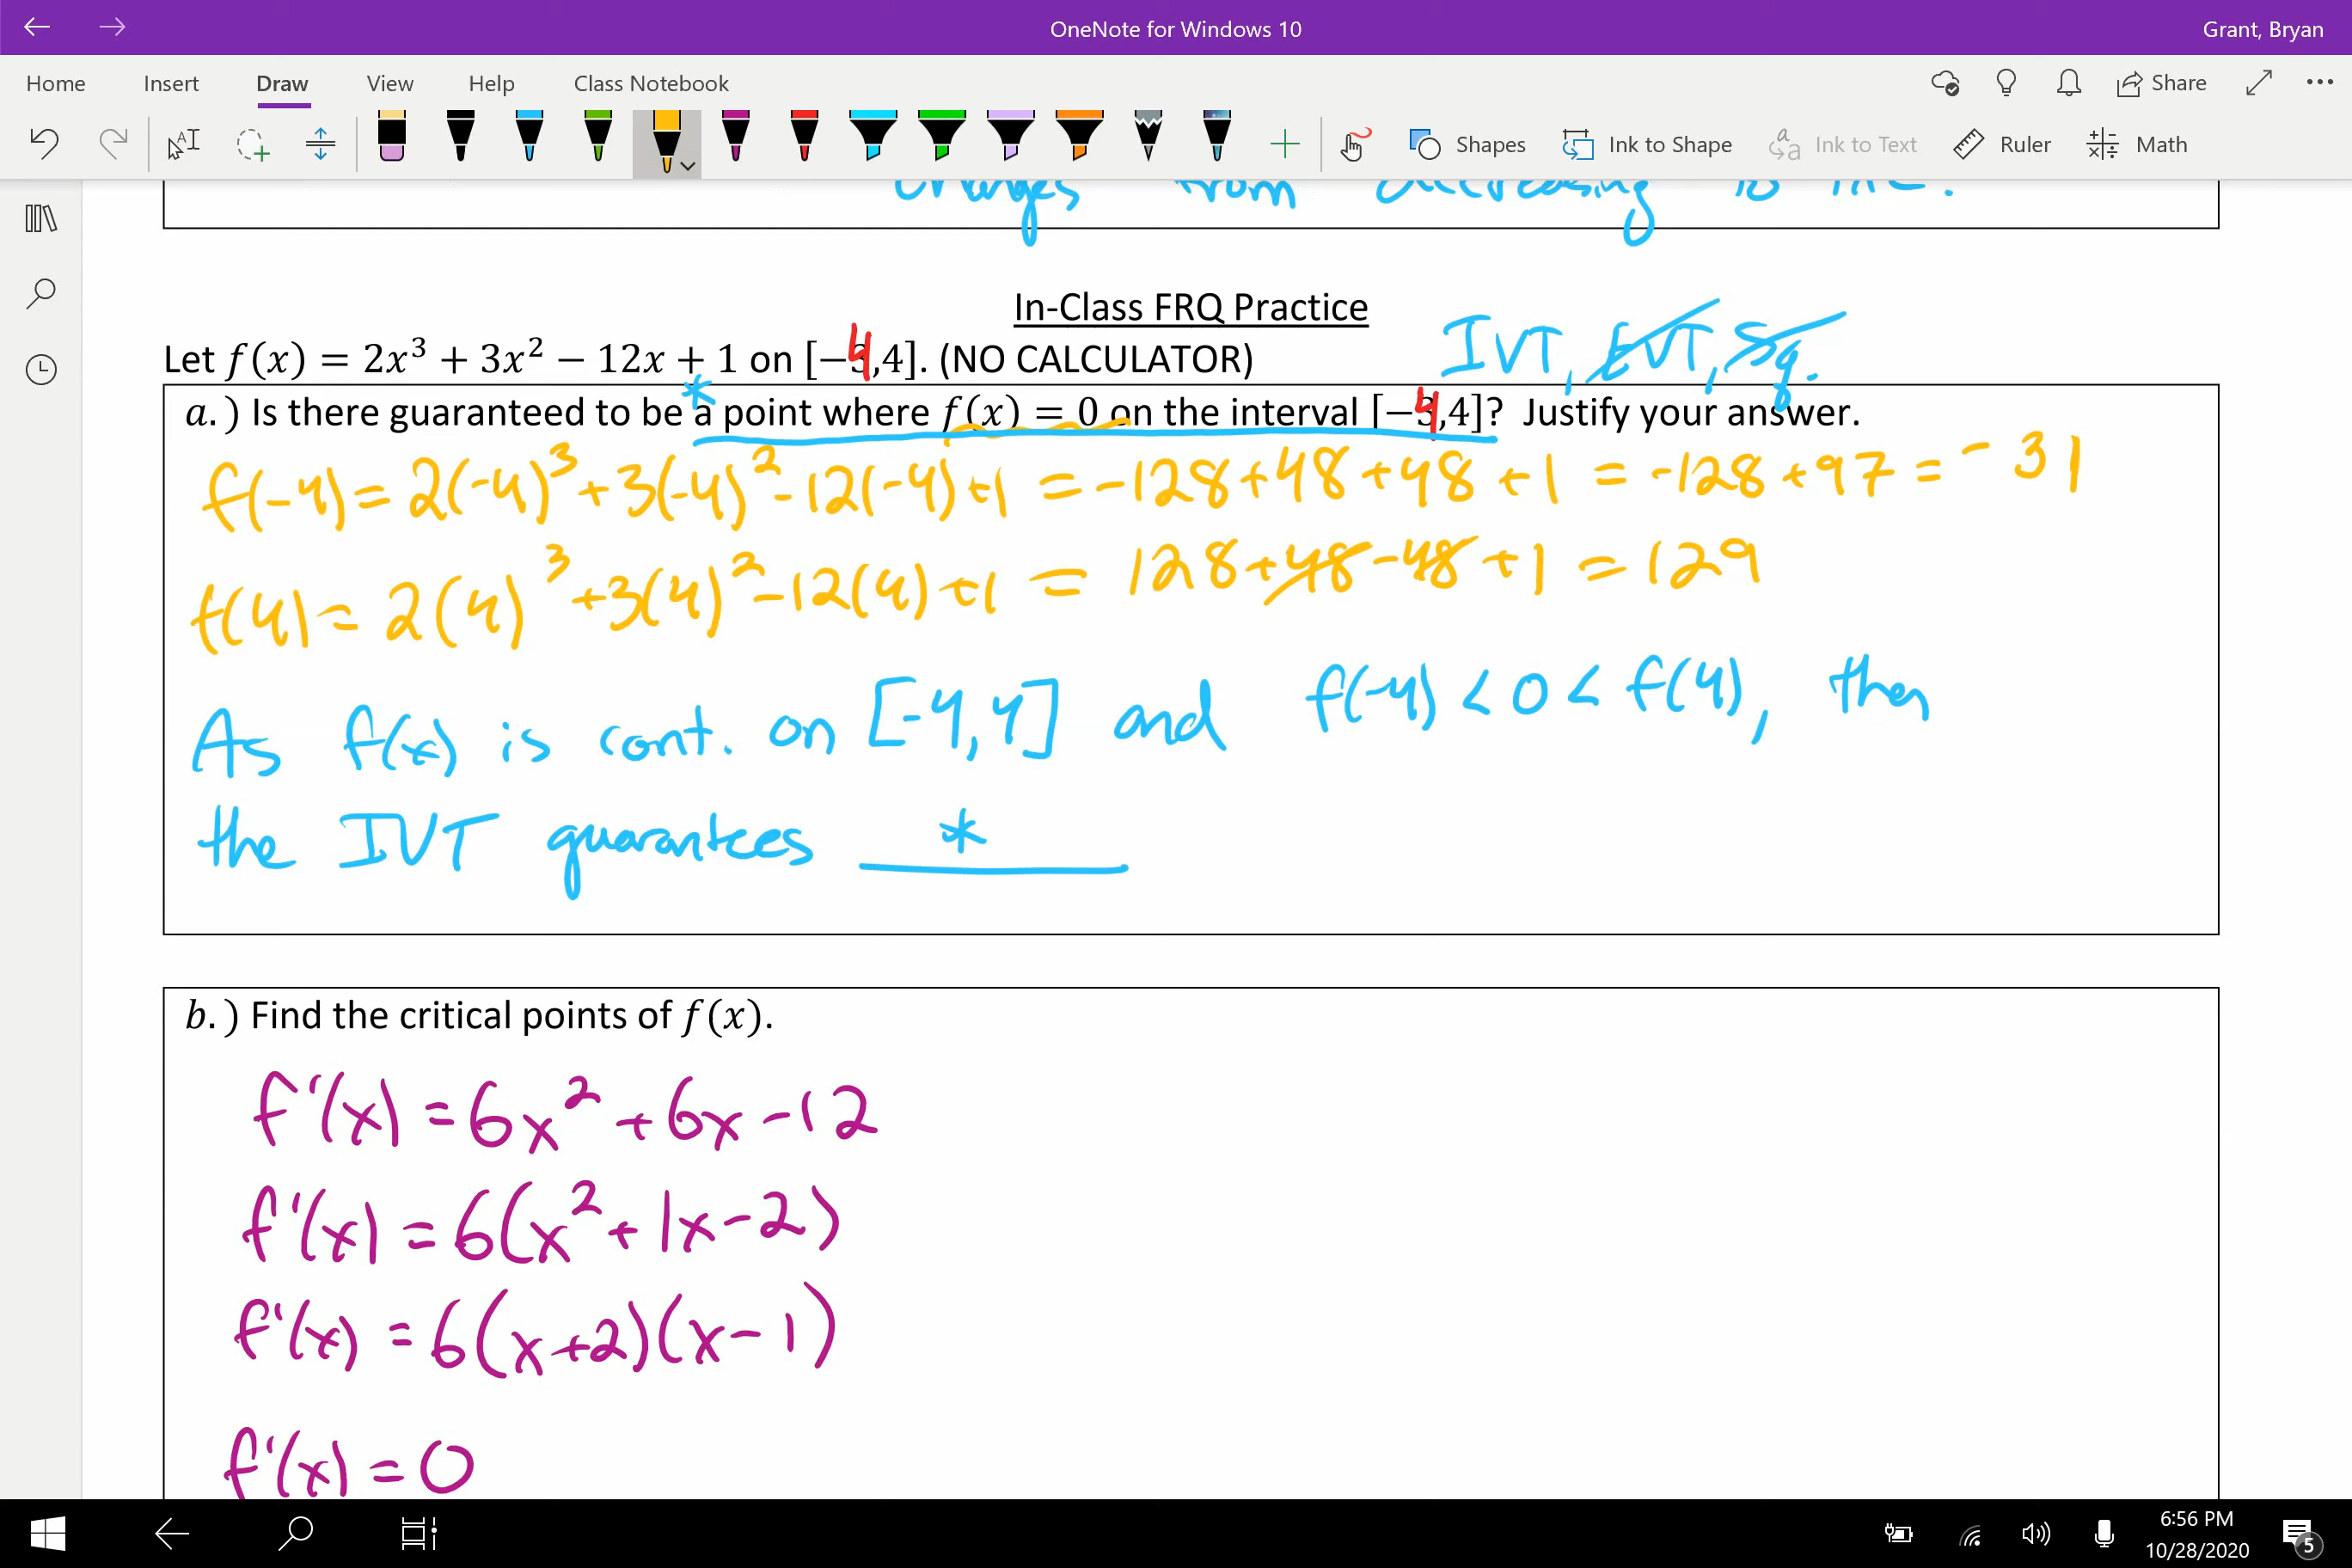 OneNote for Windows 10
Grant, Bryan
Home Insert Draw View Help Class Notebook Share
Shapes Ink to Shape Ink to Text Ruler Math
changes from decreasing to inc.
In-Class FRQ Practice
IVT, EVT, Sq.
Let f(x) = 2x³ + 3x² − 12x + 1 on [−4,4]. (NO CALCULATOR)
a.) Is there guaranteed to be a point where f(x) = 0 on the interval [−4,4]? Justify your answer.
f(-4) = 2(-4)³ + 3(-4)² - 12(-4) + 1 = -128 + 48 + 48 + 1 = -128 + 97 = -31
f(4) = 2(4)³ + 3(4)² - 12(4) + 1 = 128 + 48 - 48 + 1 = 129
As f(x) is cont. on [-4,4] and f(-4) < 0 < f(4), then
the IVT guarantees *
b.) Find the critical points of f(x).
f'(x) = 6x² + 6x - 12
f'(x) = 6(x² + 1x - 2)
f'(x) = 6(x+2)(x-1)
f'(x) = 0
6:56 PM
10/28/2020
5